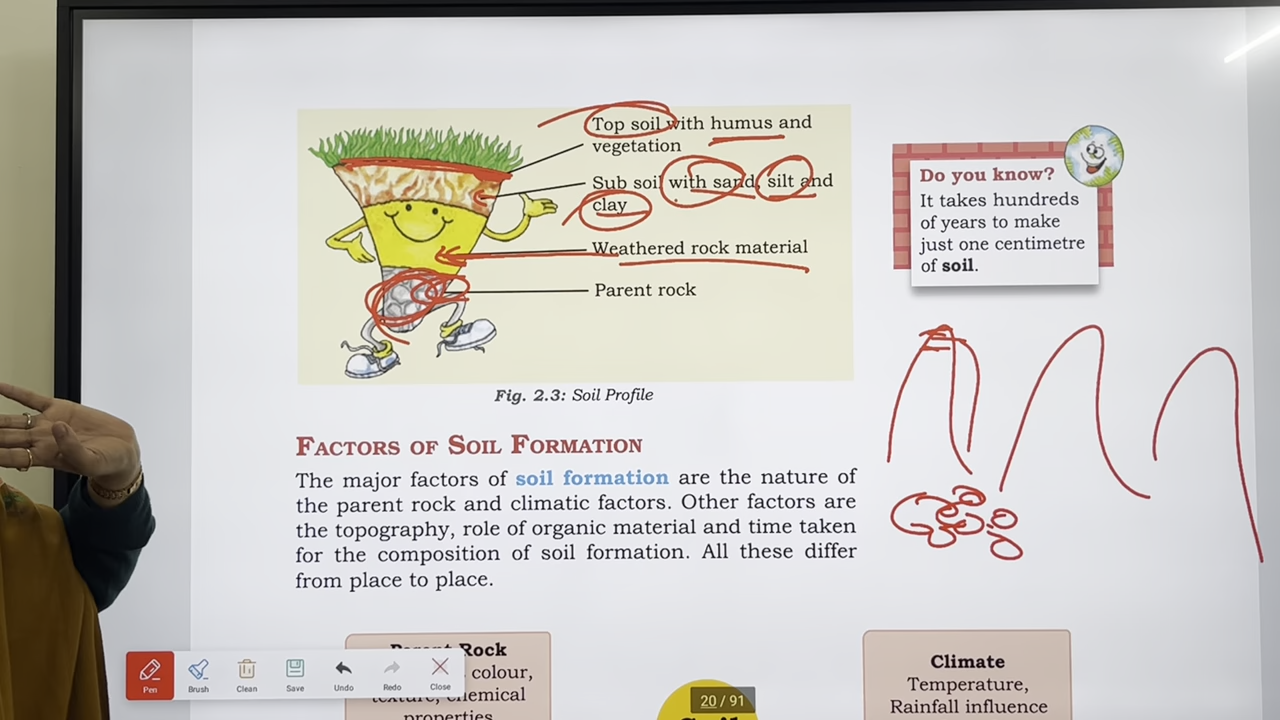 Top soil with humus and
vegetation
Sub soil with sand, silt and
clay
Weathered rock material
Parent rock
Fig. 2.3: Soil Profile
Do you know?
It takes hundreds
of years to make
just one centimetre
of soil.
FACTORS OF SOIL FORMATION
The major factors of soil formation are the nature of
the parent rock and climatic factors. Other factors are
the topography, role of organic material and time taken
for the composition of soil formation. All these differ
from place to place.
Parent Rock
colour,
texture, chemical
properties
Climate
Temperature,
Rainfall influence
Soil
20 / 91
Pen
Brush
Clean
Save
Undo
Redo
Close